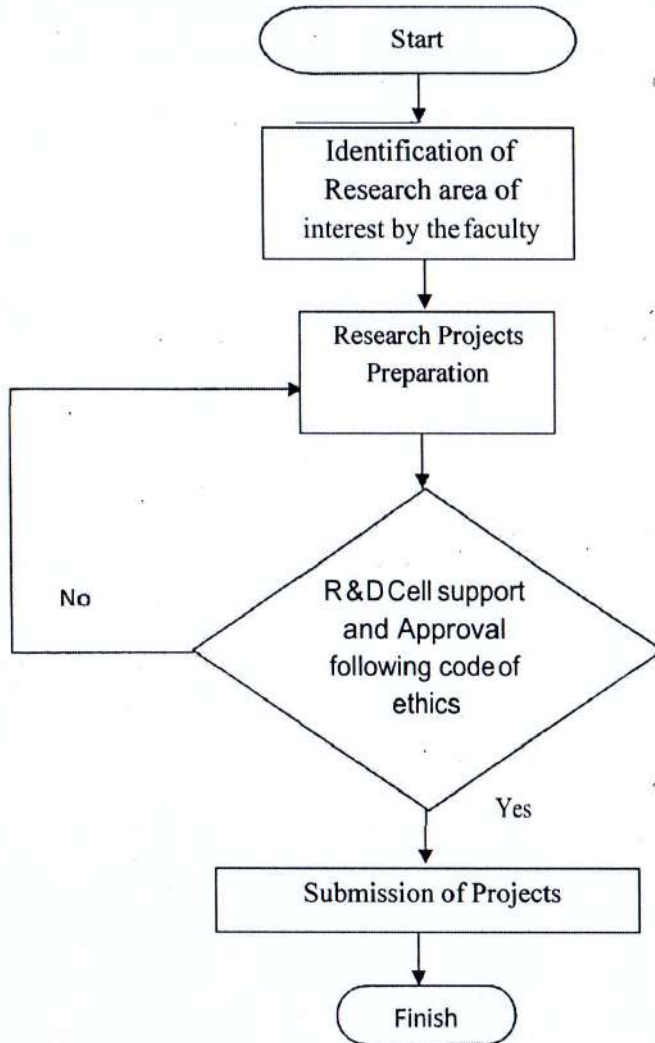 Start
Identification of
Research area of
interest by the faculty
Research Projects
Preparation
No
R&D Cell support
and Approval
following code of
ethics
Yes
Submission of Projects
Finish